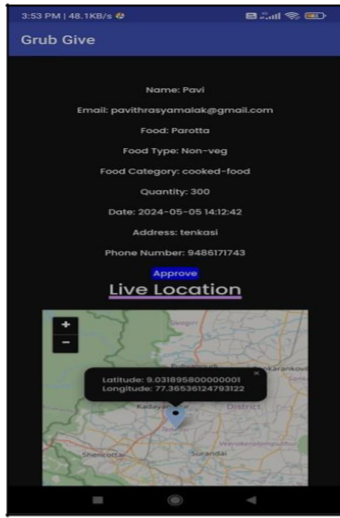 3:53 PM | 48.1KB/s
Grub Give
Name: Pavi
Email: pavithrasyamalak@gmail.com
Food: Parotta
Food Type: Non-veg
Food Category: cooked-food
Quantity: 300
Date: 2024-05-05 14:12:42
Address: tenkasi
Phone Number: 9486171743
Approve
Live Location
+
−
×
Latitude: 9.031895800000001
Longitude: 77.36536124793122
District
Shencottai
Surandai